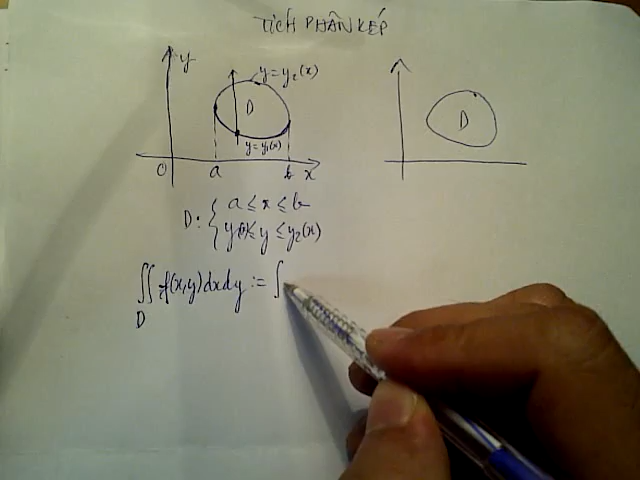 TÍCH PHÂN KÉP
y
y=y₂(x)
D
y=y₁(x)
O a b x
D
D: { a ≤ x ≤ b
y₁(x) ≤ y ≤ y₂(x)
∬ f(x,y)dxdy := ∫
D